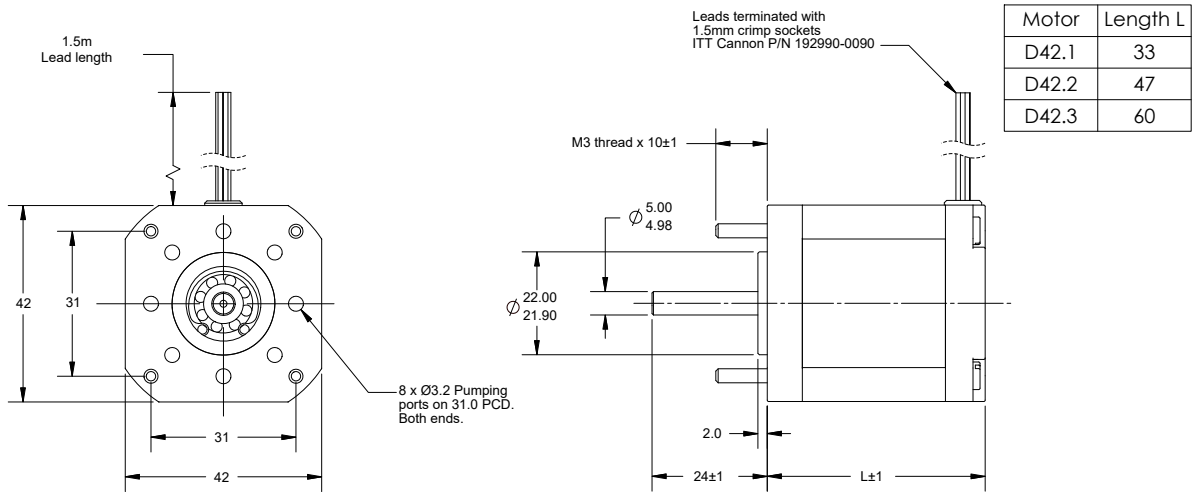 1.5m
Lead length
42
31
31
42
8 x Ø3.2 Pumping
ports on 31.0 PCD.
Both ends.
Leads terminated with
1.5mm crimp sockets
ITT Cannon P/N 192990-0090
M3 thread x 10±1
Ø 5.00
4.98
Ø 22.00
21.90
2.0
24±1
L±1
Motor Length L
D42.1 33
D42.2 47
D42.3 60